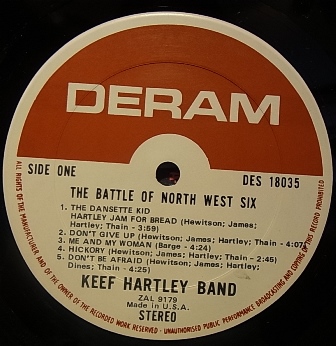 DERAM
SIDE ONE
DES 18035
THE BATTLE OF NORTH WEST SIX
1. THE DANSETTE KID
HARTLEY JAM FOR BREAD (Hewitson; James;
Hartley; Thain - 3:59)
2. DON'T GIVE UP (Hewitson; James; Hartley; Thain - 4:07)
3. ME AND MY WOMAN (Barge - 4:24)
4. HICKORY (Hewitson; James; Hartley; Thain - 2:45)
5. DON'T BE AFRAID (Hewitson; James; Hartley;
Dines; Thain - 4:25)
KEEF HARTLEY BAND
ZAL 9179
Made in U.S.A.
STEREO
ALL RIGHTS OF THE MANUFACTURER AND OF THE OWNER OF THE RECORDED WORK RESERVED - UNAUTHORISED PUBLIC PERFORMANCE BROADCASTING AND COPYING OF THIS RECORD PROHIBITED